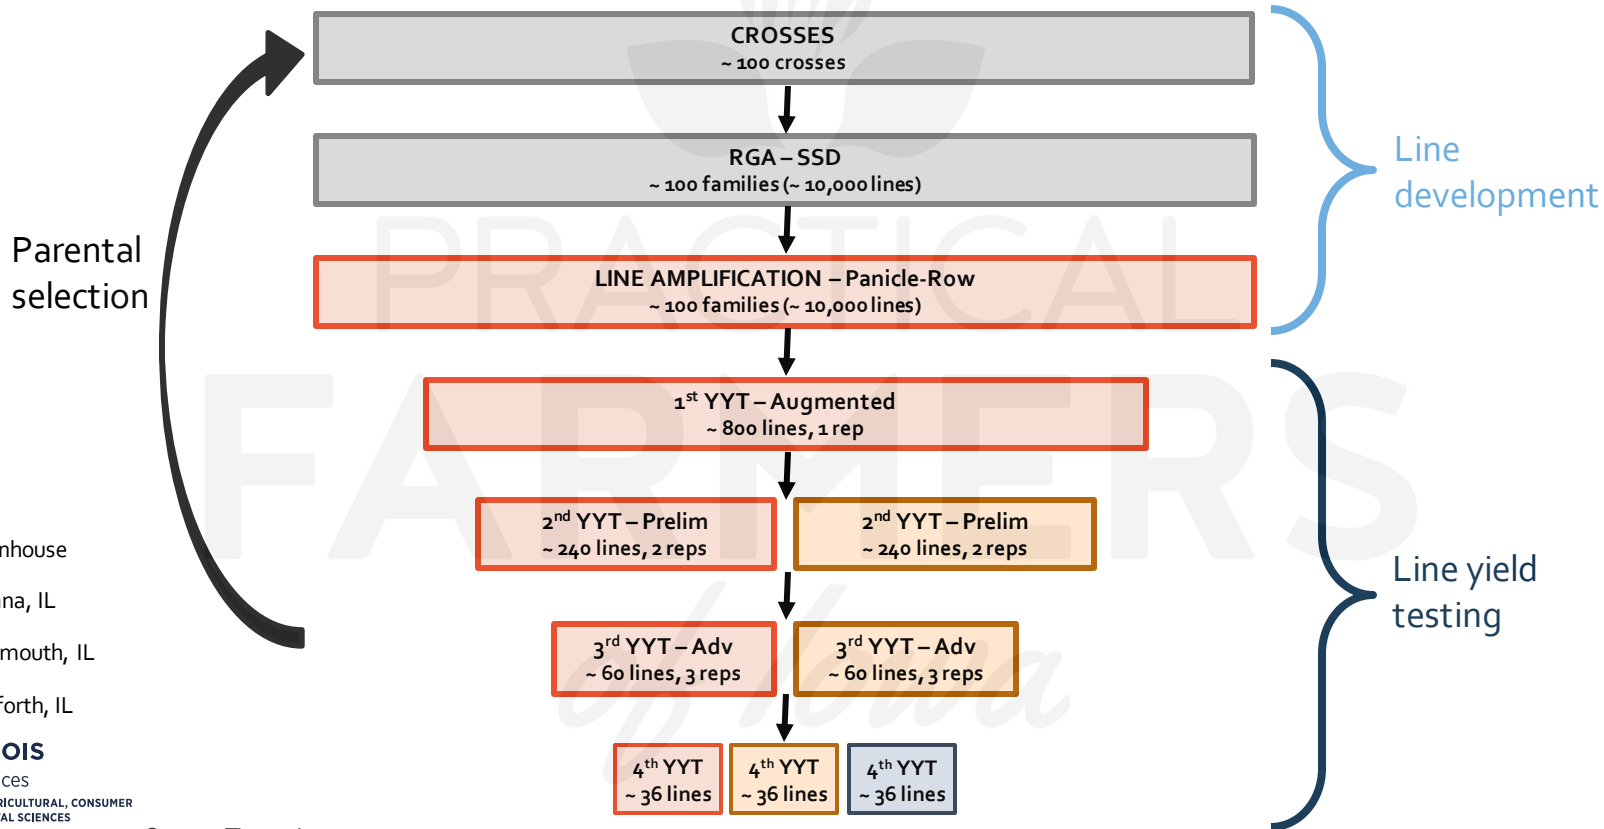 CROSSES
~ 100 crosses
RGA – SSD
~ 100 families (~ 10,000 lines)
LINE AMPLIFICATION – Panicle-Row
~ 100 families (~ 10,000 lines)
Line
development
Parental
selection
1st YYT – Augmented
~ 800 lines, 1 rep
2nd YYT – Prelim
~ 240 lines, 2 reps
2nd YYT – Prelim
~ 240 lines, 2 reps
3rd YYT – Adv
~ 60 lines, 3 reps
3rd YYT – Adv
~ 60 lines, 3 reps
4th YYT
~ 36 lines
4th YYT
~ 36 lines
4th YYT
~ 36 lines
Line yield
testing
nhouse
na, IL
mouth, IL
forth, IL
OIS
ces
RICULTURAL, CONSUMER
AL SCIENCES
PRACTICAL
FARMERS
of Iowa